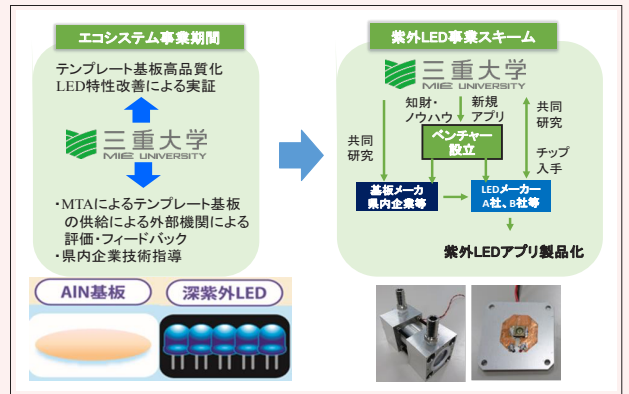 エコシステム事業期間
テンプレート基板高品質化
LED特性改善による実証
三重大学
MIE UNIVERSITY
・MTAによるテンプレート基板
の供給による外部機関による
評価・フィードバック
・県内企業技術指導
AlN基板
深紫外LED
紫外LED事業スキーム
三重大学
MIE UNIVERSITY
知財・
ノウハウ
新規
アプリ
共同
研究
ベンチャー
設立
共同
研究
チップ
入手
基板メーカ
県内企業等
LEDメーカー
A社、B社等
紫外LEDアプリ製品化